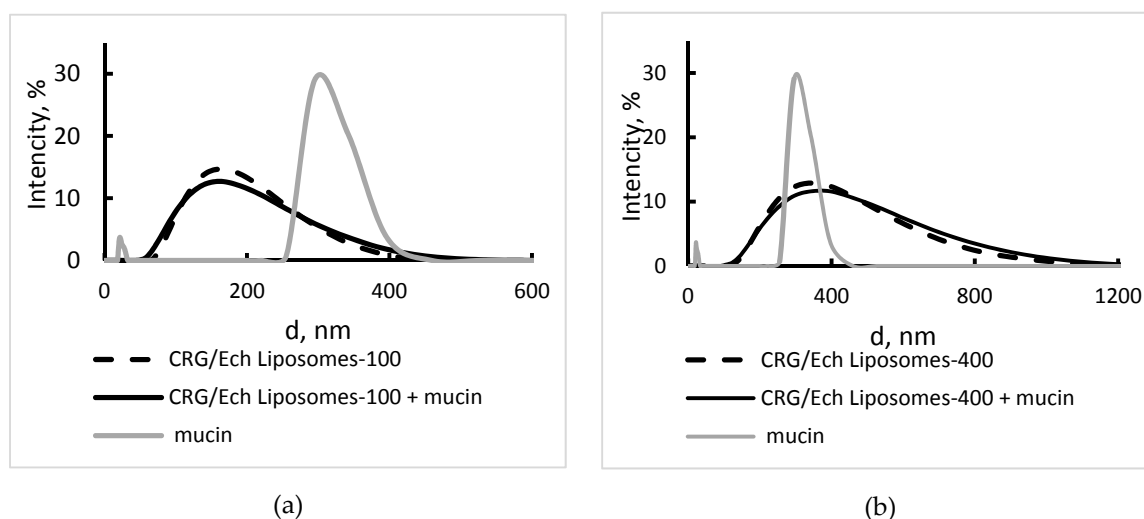 Intencity, %
30
20
10
0
0 200 400 600
d, nm
CRG/Ech Liposomes-100
CRG/Ech Liposomes-100 + mucin
mucin
(a)
Intencity, %
30
20
10
0
0 400 800 1200
d, nm
CRG/Ech Liposomes-400
CRG/Ech Liposomes-400 + mucin
mucin
(b)